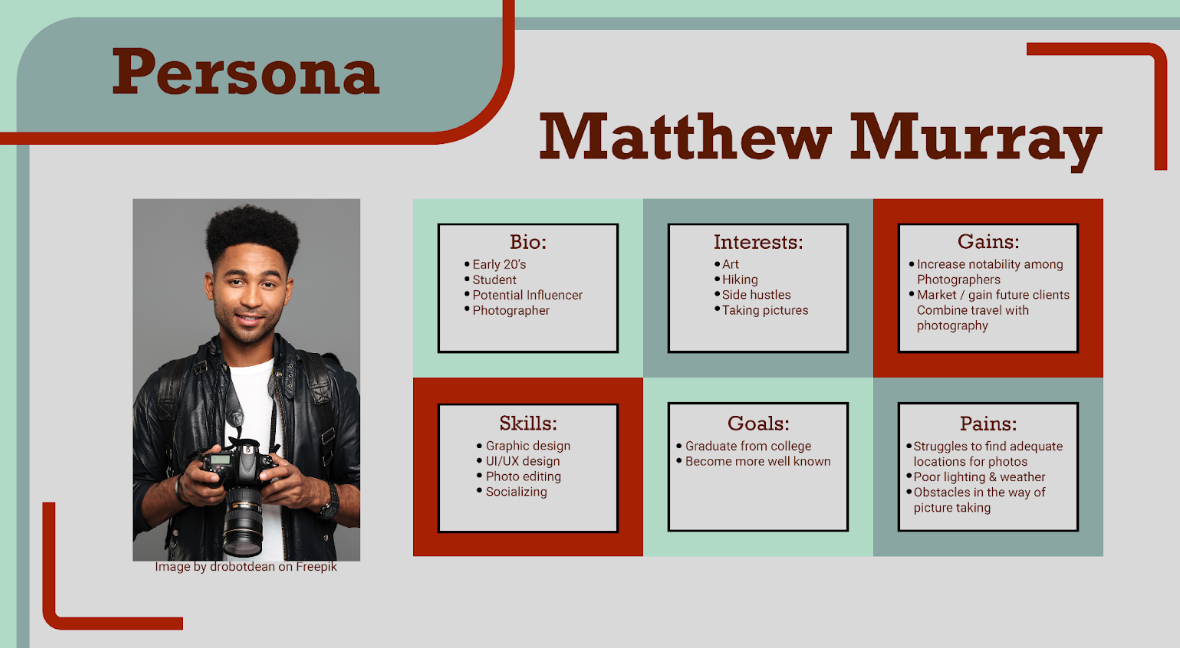 Persona
Matthew Murray
Bio:
• Early 20's
• Student
• Potential Influencer
• Photographer
Interests:
• Art
• Hiking
• Side hustles
• Taking pictures
Gains:
• Increase notability among
Photographers
• Market / gain future clients
Combine travel with
photography
Skills:
• Graphic design
• UI/UX design
• Photo editing
• Socializing
Goals:
• Graduate from college
• Become more well known
Pains:
• Struggles to find adequate
locations for photos
• Poor lighting & weather
• Obstacles in the way of
picture taking
Image by drobotdean on Freepik